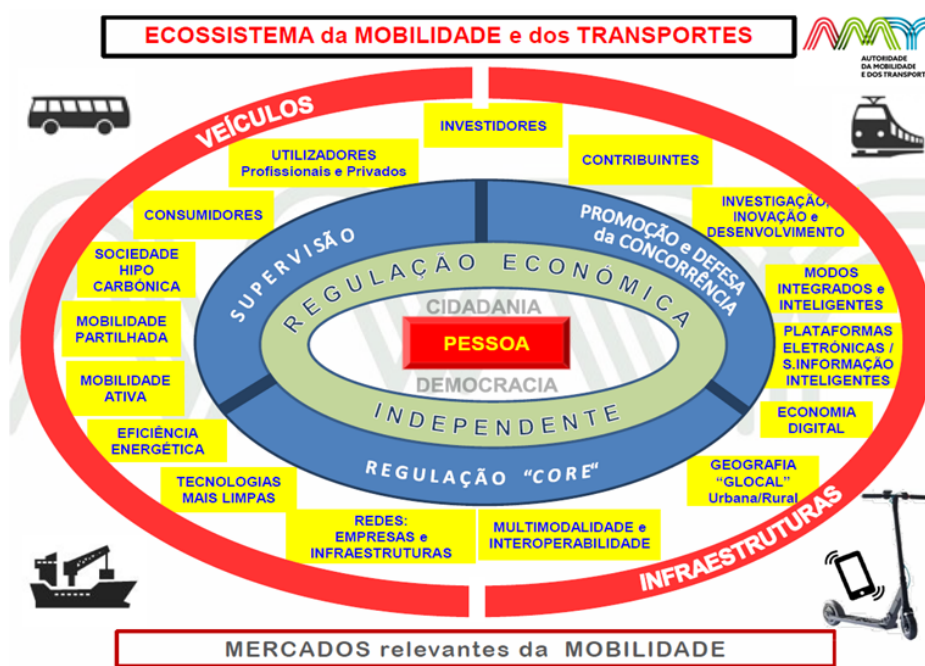 ECOSSISTEMA da MOBILIDADE e dos TRANSPORTES
AUTORIDADE
DA MOBILIDADE
E DOS TRANSPORT
VEÍCULOS
INVESTIDORES
UTILIZADORES
Profissionais e Privados
CONTRIBUINTES
CONSUMIDORES
INVESTIGAÇÃO,
INOVAÇÃO e
DESENVOLVIMENTO
SUPERVISÃO
PROMOÇÃO e DEFESA
da CONCORRÊNCIA
SOCIEDADE
HIPO
CARBÓNICA
MODOS
INTEGRADOS e
INTELIGENTES
REGULAÇÃO ECONÓMICA
CIDADANIA
PESSOA
DEMOCRACIA
INDEPENDENTE
MOBILIDADE
PARTILHADA
PLATAFORMAS
ELETRÓNICAS /
S.INFORMAÇÃO
INTELIGENTES
MOBILIDADE
ATIVA
ECONOMIA
DIGITAL
EFICIÊNCIA
ENERGÉTICA
REGULAÇÃO "CORE"
GEOGRAFIA
"GLOCAL"
Urbana/Rural
TECNOLOGIAS
MAIS LIMPAS
REDES:
EMPRESAS e
INFRAESTRUTURAS
MULTIMODALIDADE e
INTEROPERABILIDADE
INFRAESTRUTURAS
MERCADOS relevantes da MOBILIDADE